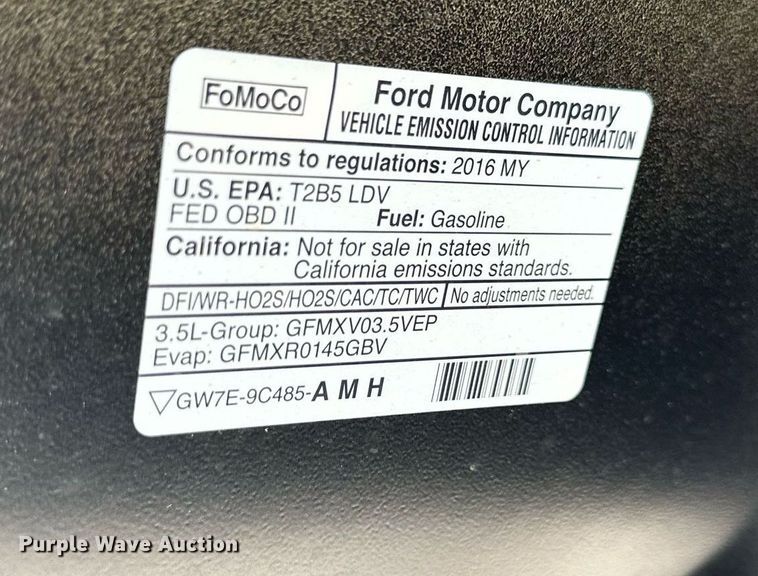 FoMoCo
Ford Motor Company
VEHICLE EMISSION CONTROL INFORMATION
Conforms to regulations: 2016 MY
U.S. EPA: T2B5 LDV
FED OBD II Fuel: Gasoline
California: Not for sale in states with
California emissions standards.
DFI/WR-HO2S/HO2S/CAC/TC/TWC No adjustments needed.
3.5L-Group: GFMXV03.5VEP
Evap: GFMXR0145GBV
GW7E-9C485-A M H
Purple Wave Auction